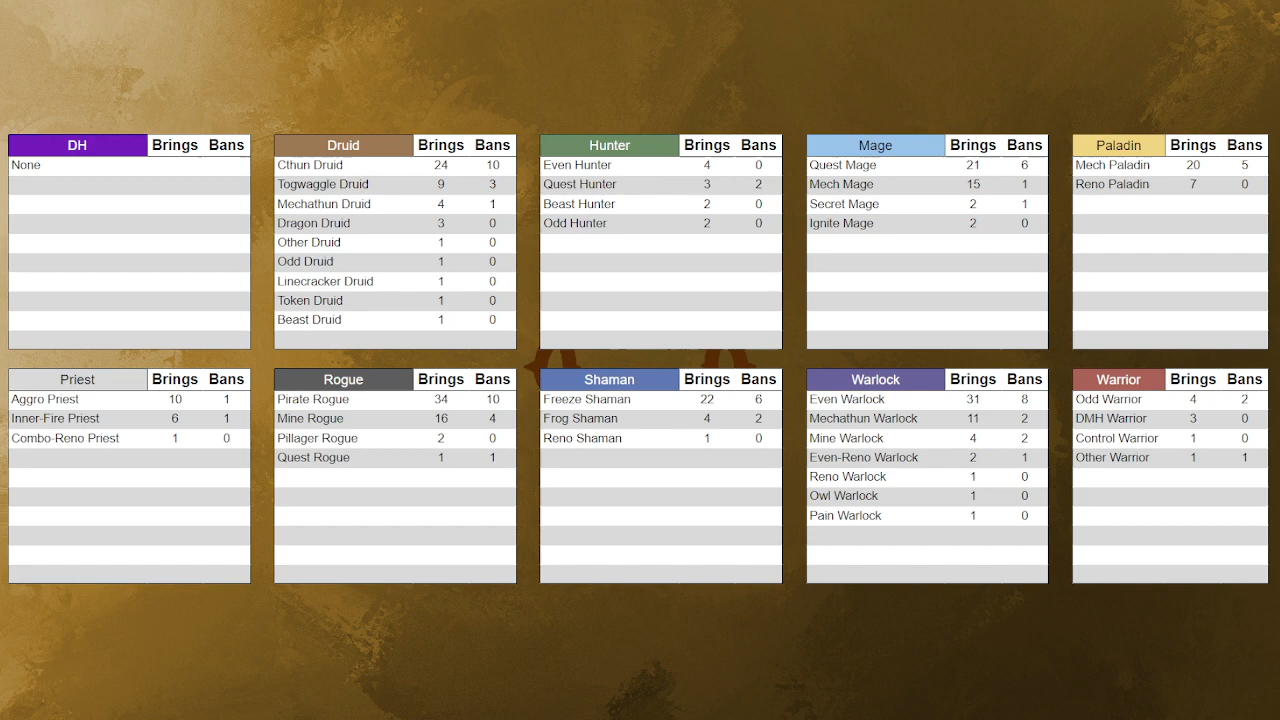 DH Brings Bans
None
Druid Brings Bans
Cthun Druid 24 10
Togwaggle Druid 9 3
Mechathun Druid 4 1
Dragon Druid 3 0
Other Druid 1 0
Odd Druid 1 0
Linecracker Druid 1 0
Token Druid 1 0
Beast Druid 1 0
Hunter Brings Bans
Even Hunter 4 0
Quest Hunter 3 2
Beast Hunter 2 0
Odd Hunter 2 0
Mage Brings Bans
Quest Mage 21 6
Mech Mage 15 1
Secret Mage 2 1
Ignite Mage 2 0
Paladin Brings Bans
Mech Paladin 20 5
Reno Paladin 7 0
Priest Brings Bans
Aggro Priest 10 1
Inner-Fire Priest 6 1
Combo-Reno Priest 1 0
Rogue Brings Bans
Pirate Rogue 34 10
Mine Rogue 16 4
Pillager Rogue 2 0
Quest Rogue 1 1
Shaman Brings Bans
Freeze Shaman 22 6
Frog Shaman 4 2
Reno Shaman 1 0
Warlock Brings Bans
Even Warlock 31 8
Mechathun Warlock 11 2
Mine Warlock 4 2
Even-Reno Warlock 2 1
Reno Warlock 1 0
Owl Warlock 1 0
Pain Warlock 1 0
Warrior Brings Bans
Odd Warrior 4 2
DMH Warrior 3 0
Control Warrior 1 0
Other Warrior 1 1